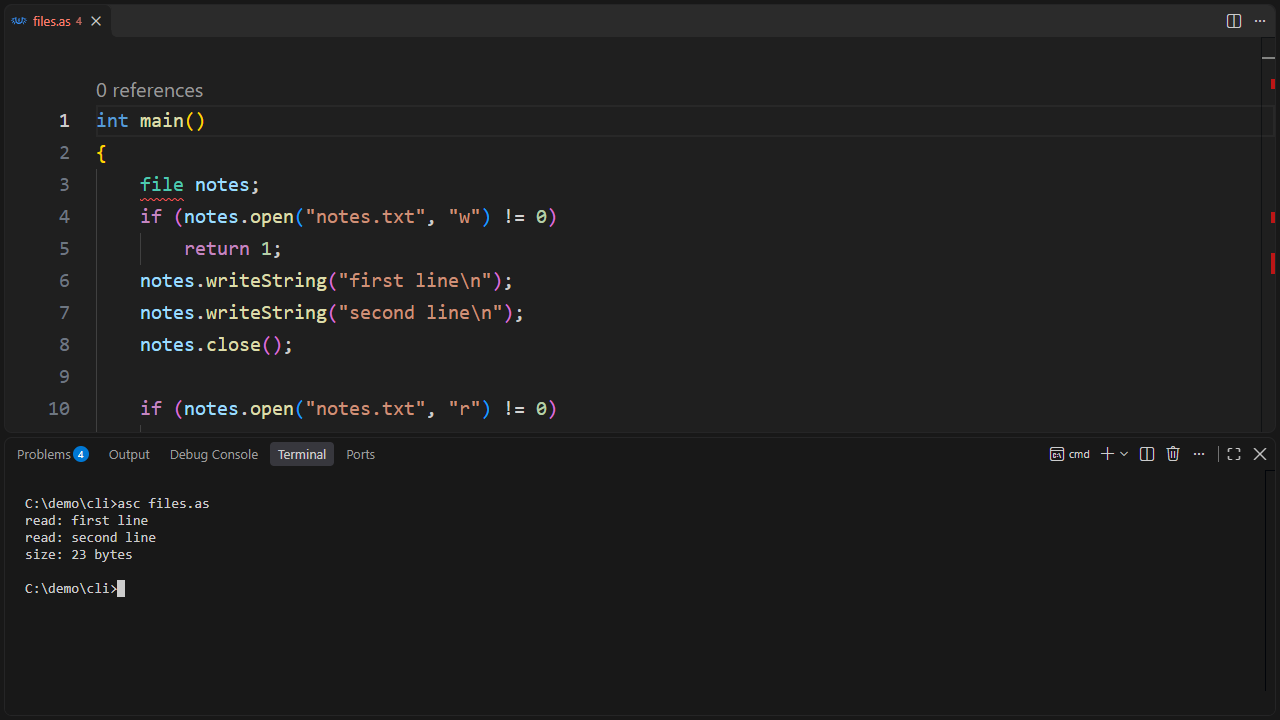 files.as 4
0 references
1 int main()
2 {
3 file notes;
4 if (notes.open("notes.txt", "w") != 0)
5 return 1;
6 notes.writeString("first line\n");
7 notes.writeString("second line\n");
8 notes.close();
9
10 if (notes.open("notes.txt", "r") != 0)
Problems 4 Output Debug Console Terminal Ports cmd
C:\demo\cli>asc files.as
read: first line
read: second line
size: 23 bytes
C:\demo\cli>